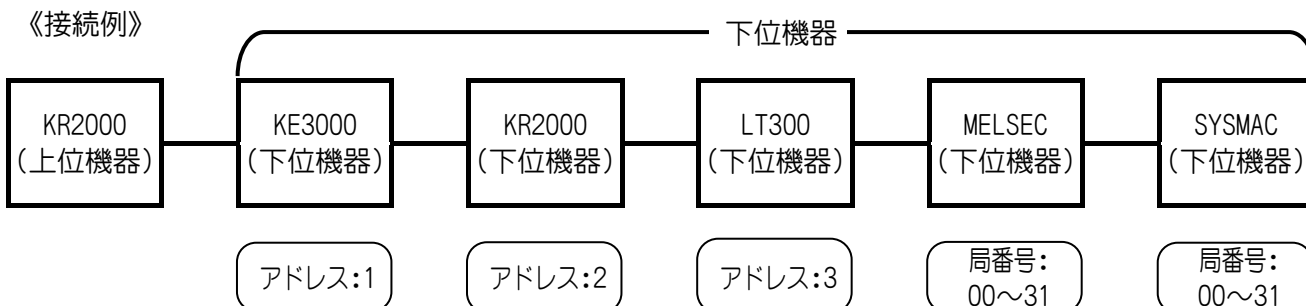 《接続例》
下位機器
KR2000
(上位機器)
KE3000
(下位機器)
KR2000
(下位機器)
LT300
(下位機器)
MELSEC
(下位機器)
SYSMAC
(下位機器)
アドレス:1
アドレス:2
アドレス:3
局番号:
00～31
局番号:
00～31